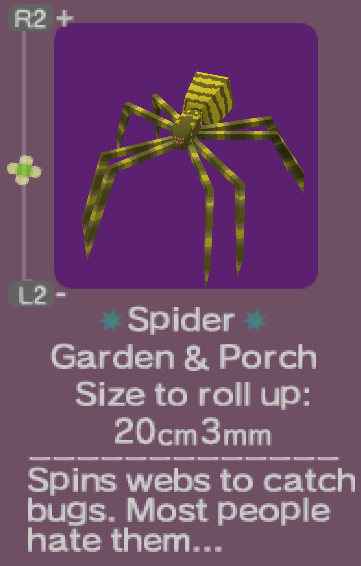 R2 +
L2 -
Spider
Garden & Porch
Size to roll up:
20cm3mm
Spins webs to catch
bugs. Most people
hate them...